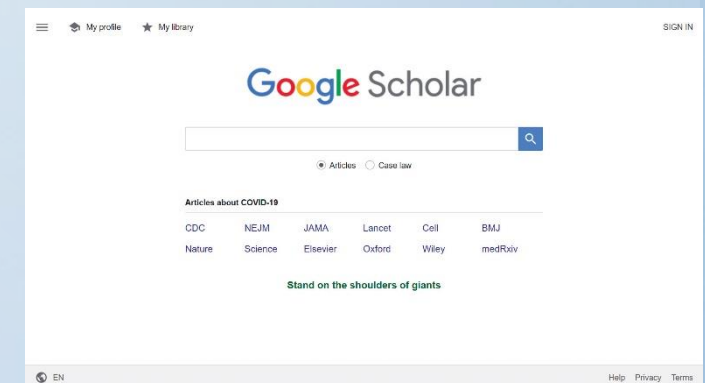 My profile My library SIGN IN
Google Scholar
Articles Case law
Articles about COVID-19
CDC NEJM JAMA Lancet Cell BMJ
Nature Science Elsevier Oxford Wiley medRxiv
Stand on the shoulders of giants
EN Help Privacy Terms